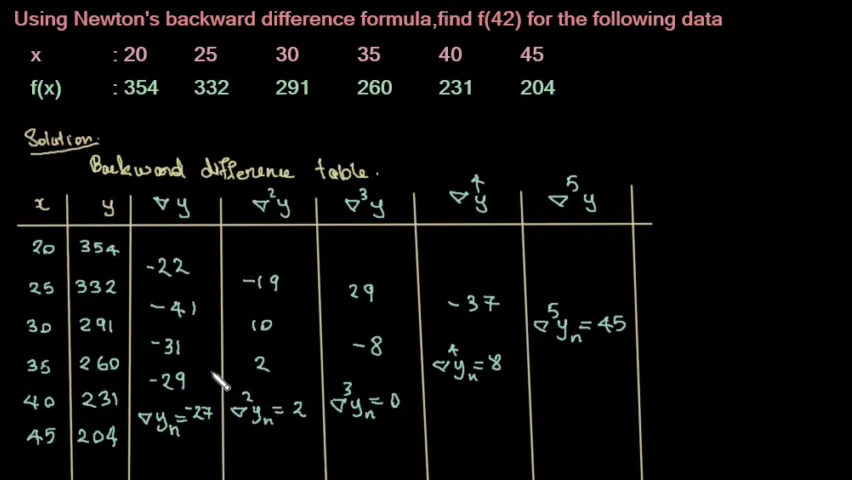 Using Newton's backward difference formula,find f(42) for the following data
x : 20 25 30 35 40 45
f(x) : 354 332 291 260 231 204
Solution:
Backward difference table.
x y ∇y ∇²y ∇³y ∇⁴y ∇⁵y
20 354
-22
25 332 -19 29
-41 -37
30 291 10 ∇⁵yₙ = 45
-31 -8
35 260 2 ∇⁴yₙ = 8
-29
40 231 ∇yₙ = -27 ∇²yₙ = 2 ∇³yₙ = 0
45 204